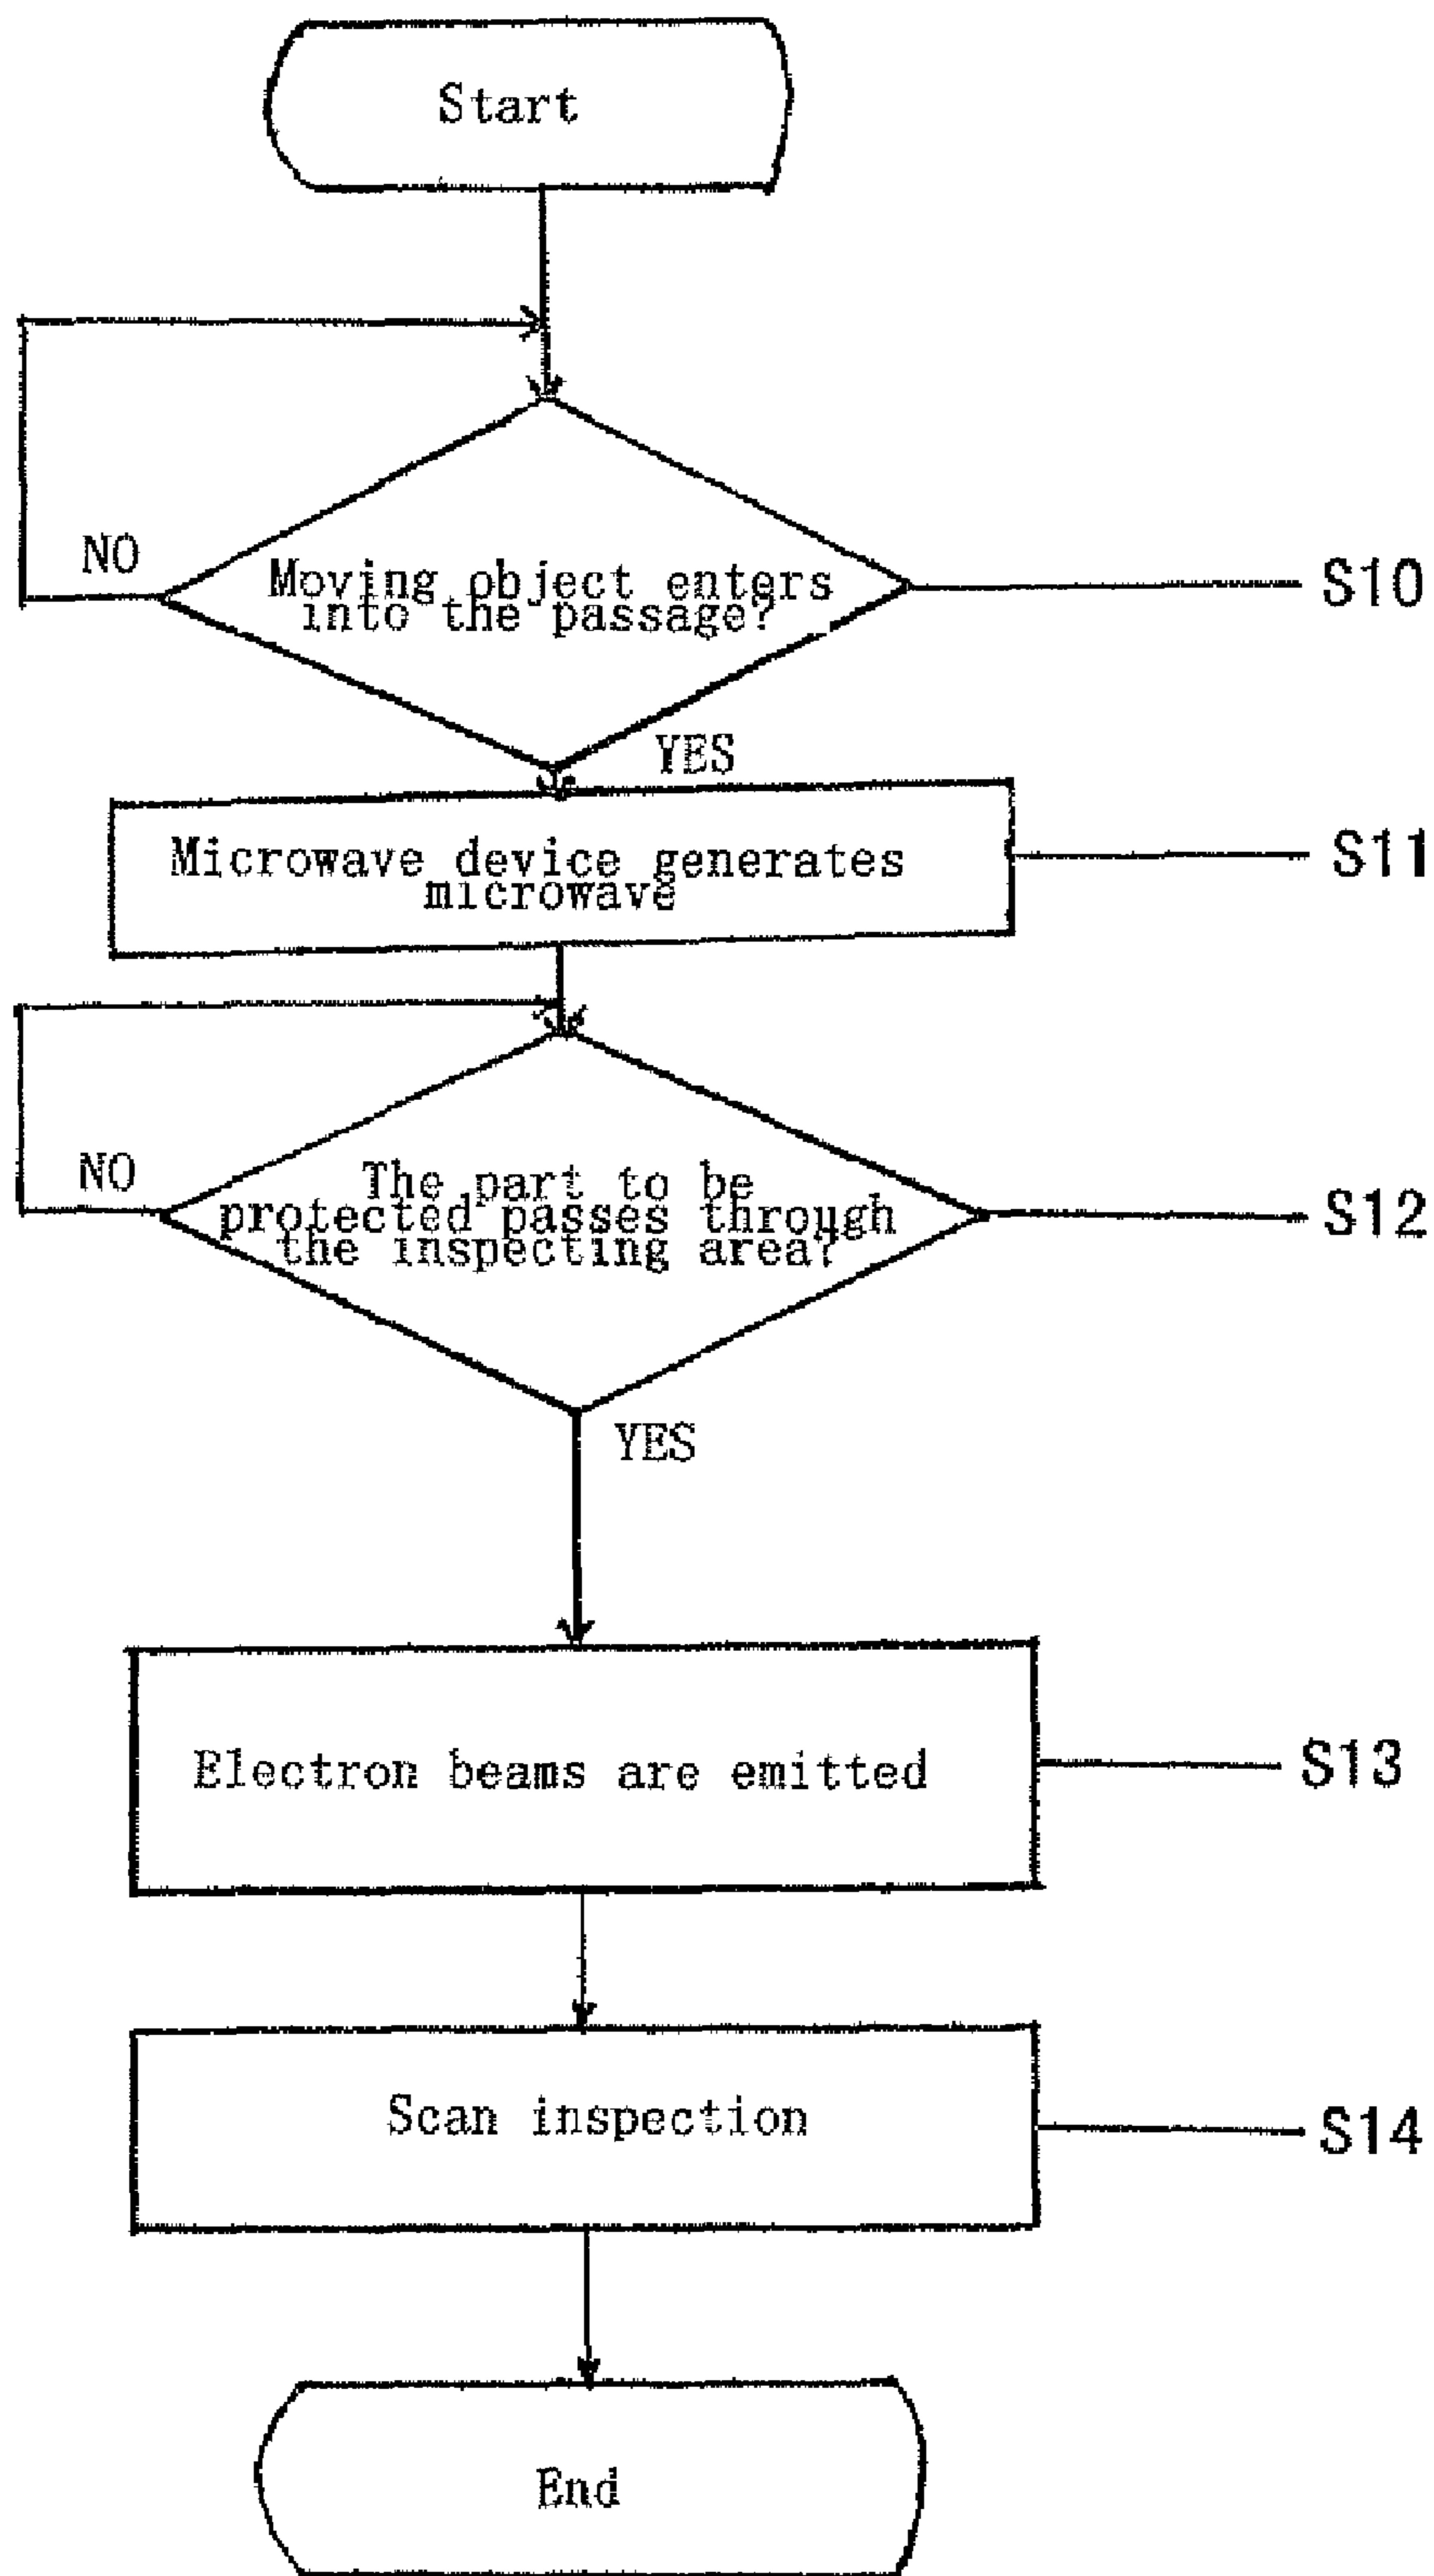 Start
NO
Moving object enters
into the passage?
S10
YES
Microwave device generates
microwave
S11
NO
The part to be
protected passes through
the inspecting area?
S12
YES
Electron beams are emitted
S13
Scan inspection
S14
End